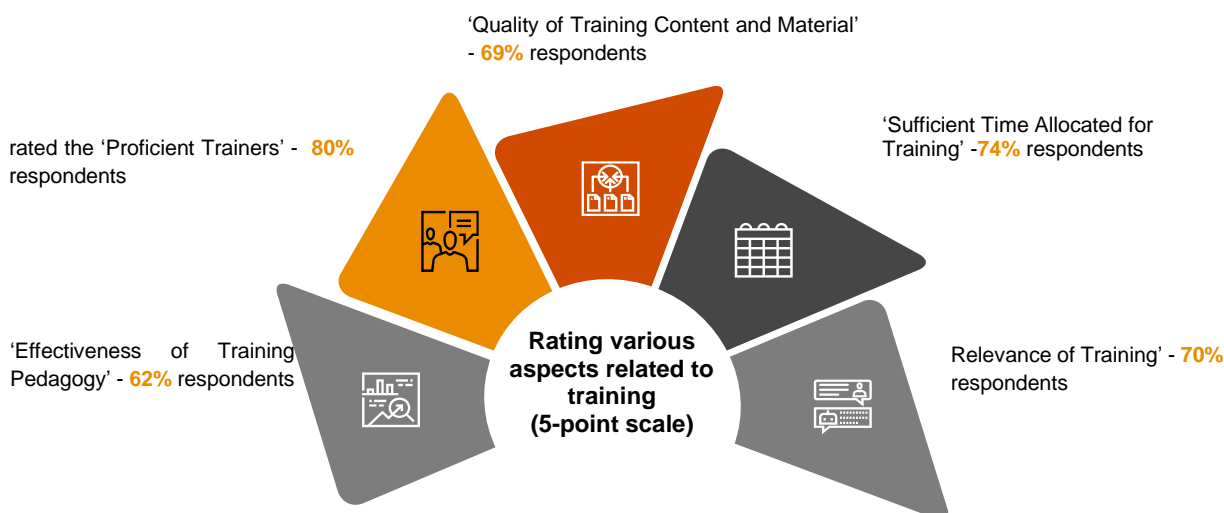 ‘Quality of Training Content and Material’
- 69% respondents
rated the ‘Proficient Trainers’ - 80%
respondents
‘Sufficient Time Allocated for
Training’ -74% respondents
‘Effectiveness of Training
Pedagogy’ - 62% respondents
Rating various
aspects related to
training
(5-point scale)
Relevance of Training’ - 70%
respondents